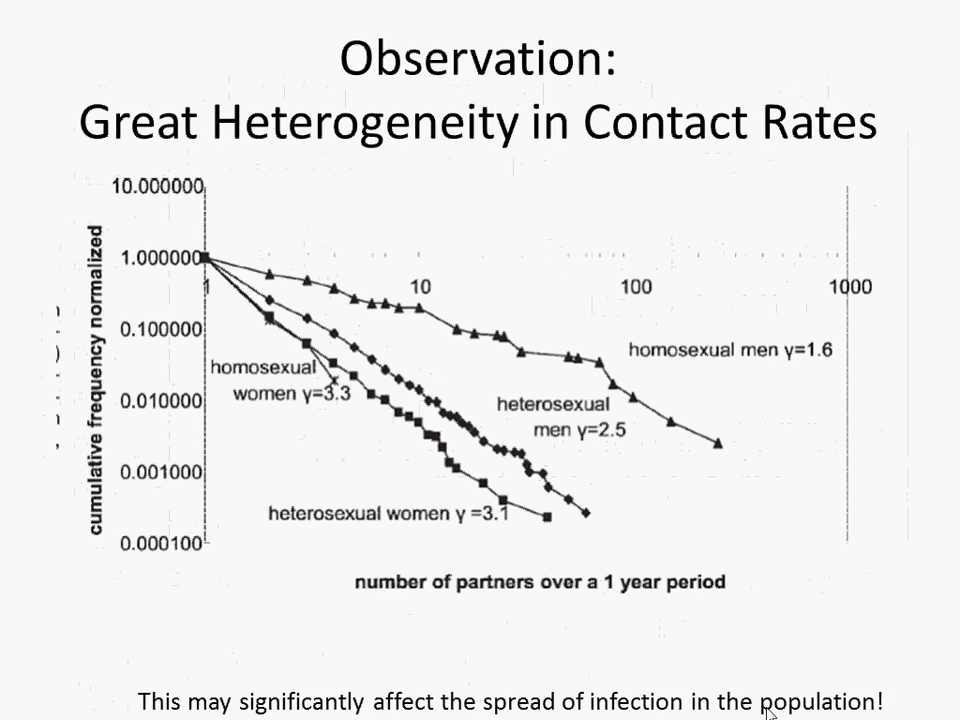 Observation:
Great Heterogeneity in Contact Rates
10.000000
1.000000
0.100000
0.010000
0.001000
0.000100
cumulative frequency normalized
1
10
100
1000
homosexual men γ=1.6
homosexual
women γ=3.3
heterosexual
men γ=2.5
heterosexual women γ =3.1
number of partners over a 1 year period
This may significantly affect the spread of infection in the population!